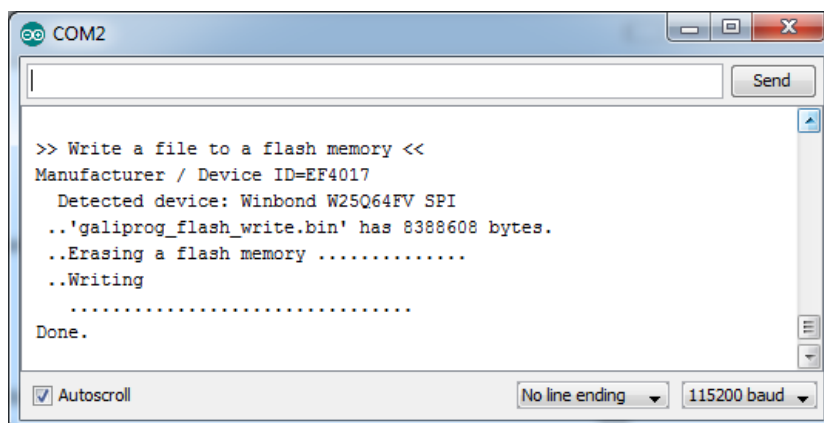 COM2
Send
>> Write a file to a flash memory <<
Manufacturer / Device ID=EF4017
Detected device: Winbond W25Q64FV SPI
..'galiprog_flash_write.bin' has 8388608 bytes.
..Erasing a flash memory ..............
..Writing
................................
Done.
Autoscroll
No line ending
115200 baud